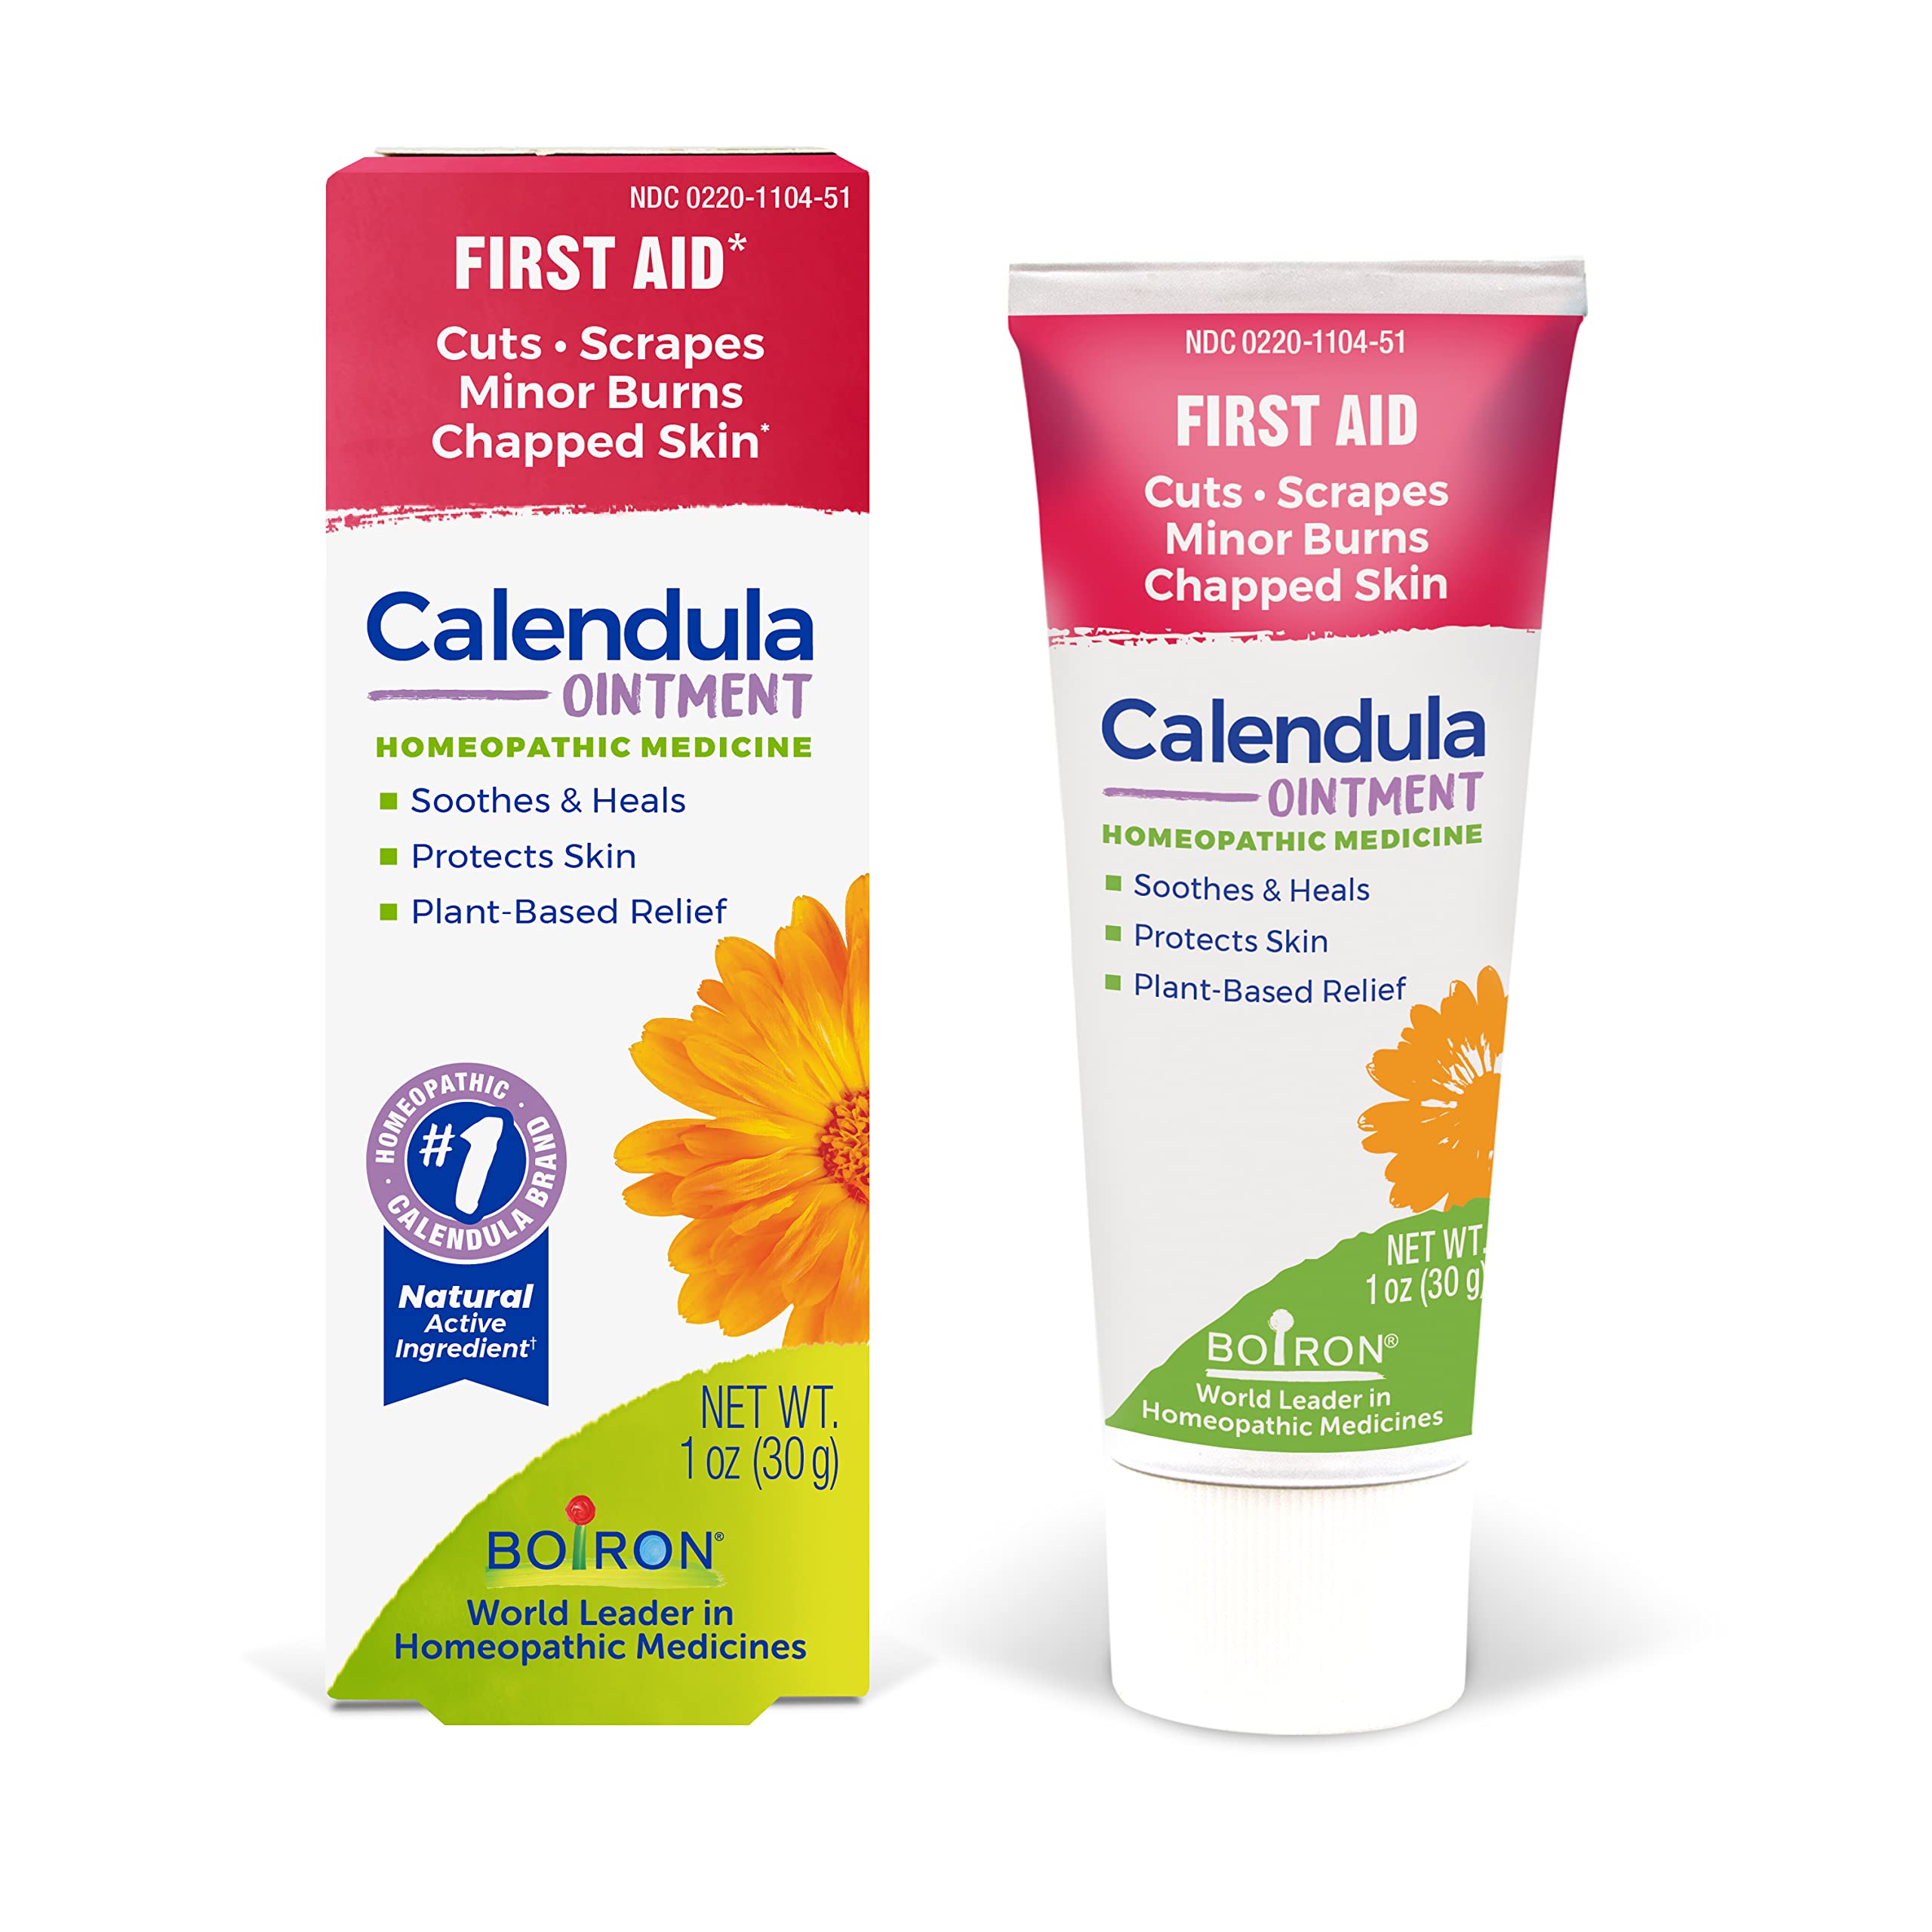 NDC 0220-1104-51
FIRST AID*
Cuts • Scrapes
Minor Burns
Chapped Skin*
Calendula
OINTMENT
HOMEOPATHIC MEDICINE
Soothes & Heals
Protects Skin
Plant-Based Relief
HOMEOPATHIC · CALENDULA BRAND ·
#1
Natural
Active
Ingredient†
NET WT.
1 oz (30 g)
BOIRON®
World Leader in
Homeopathic Medicines
NDC 0220-1104-51
FIRST AID
Cuts • Scrapes
Minor Burns
Chapped Skin
Calendula
OINTMENT
HOMEOPATHIC MEDICINE
Soothes & Heals
Protects Skin
Plant-Based Relief
NET WT.
1 oz (30 g)
BOIRON®
World Leader in
Homeopathic Medicines